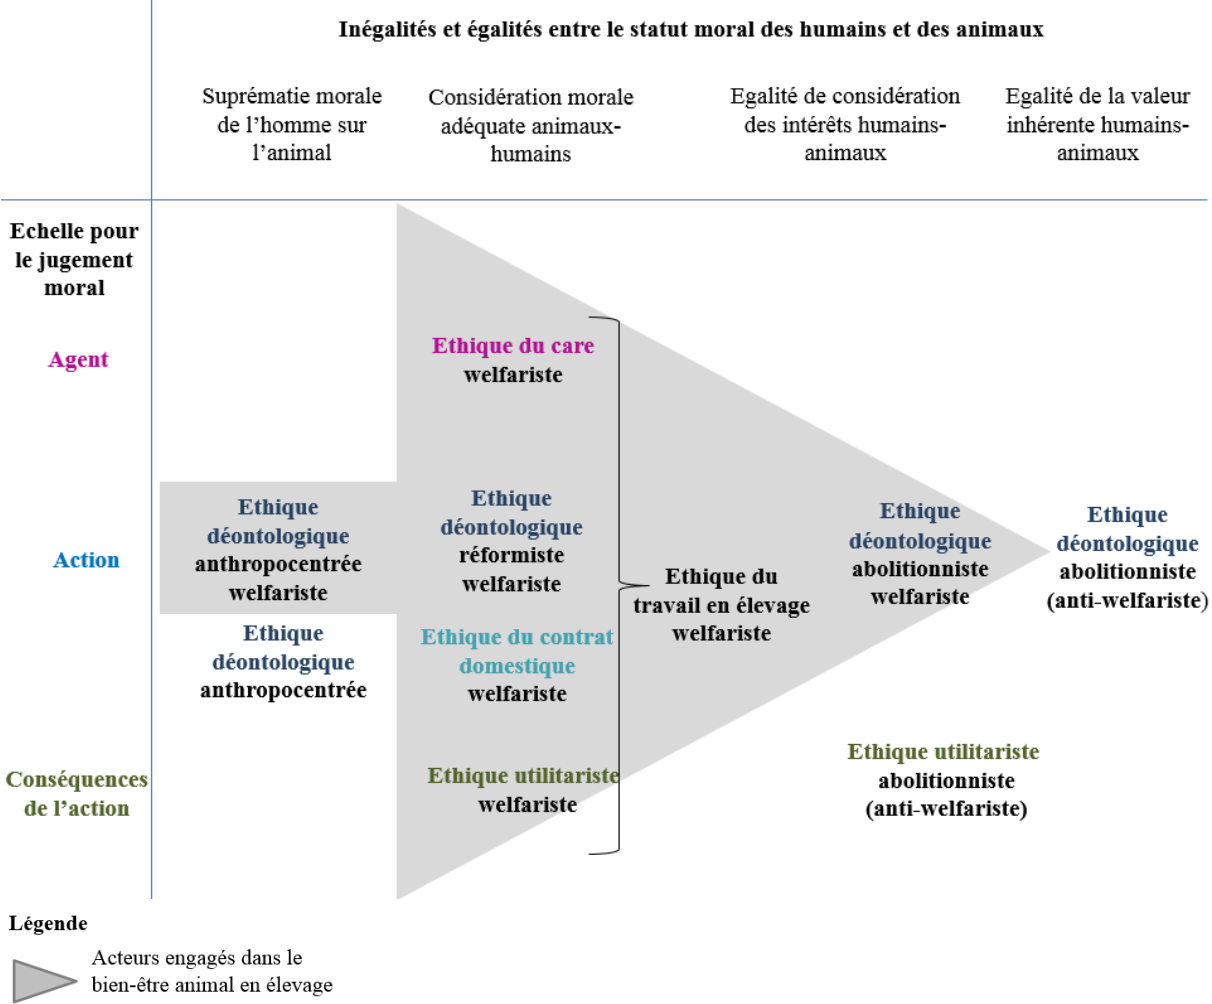 Inégalités et égalités entre le statut moral des humains et des animaux
Suprématie morale
de l’homme sur
l’animal
Considération morale
adéquate animaux-
humains
Egalité de considération
des intérêts humains-
animaux
Egalité de la valeur
inhérente humains-
animaux
Echelle pour
le jugement
moral
Agent
Ethique du care
welfariste
Action
Ethique
déontologique
anthropocentrée
welfariste
Ethique
déontologique
anthropocentrée
Ethique
déontologique
réformiste
welfariste
Ethique du contrat
domestique
welfariste
Ethique du
travail en élevage
welfariste
Ethique
déontologique
abolitionniste
welfariste
Ethique
déontologique
abolitionniste
(anti-welfariste)
Conséquences
de l’action
Ethique utilitariste
welfariste
Ethique utilitariste
abolitionniste
(anti-welfariste)
Légende
Acteurs engagés dans le
bien-être animal en élevage